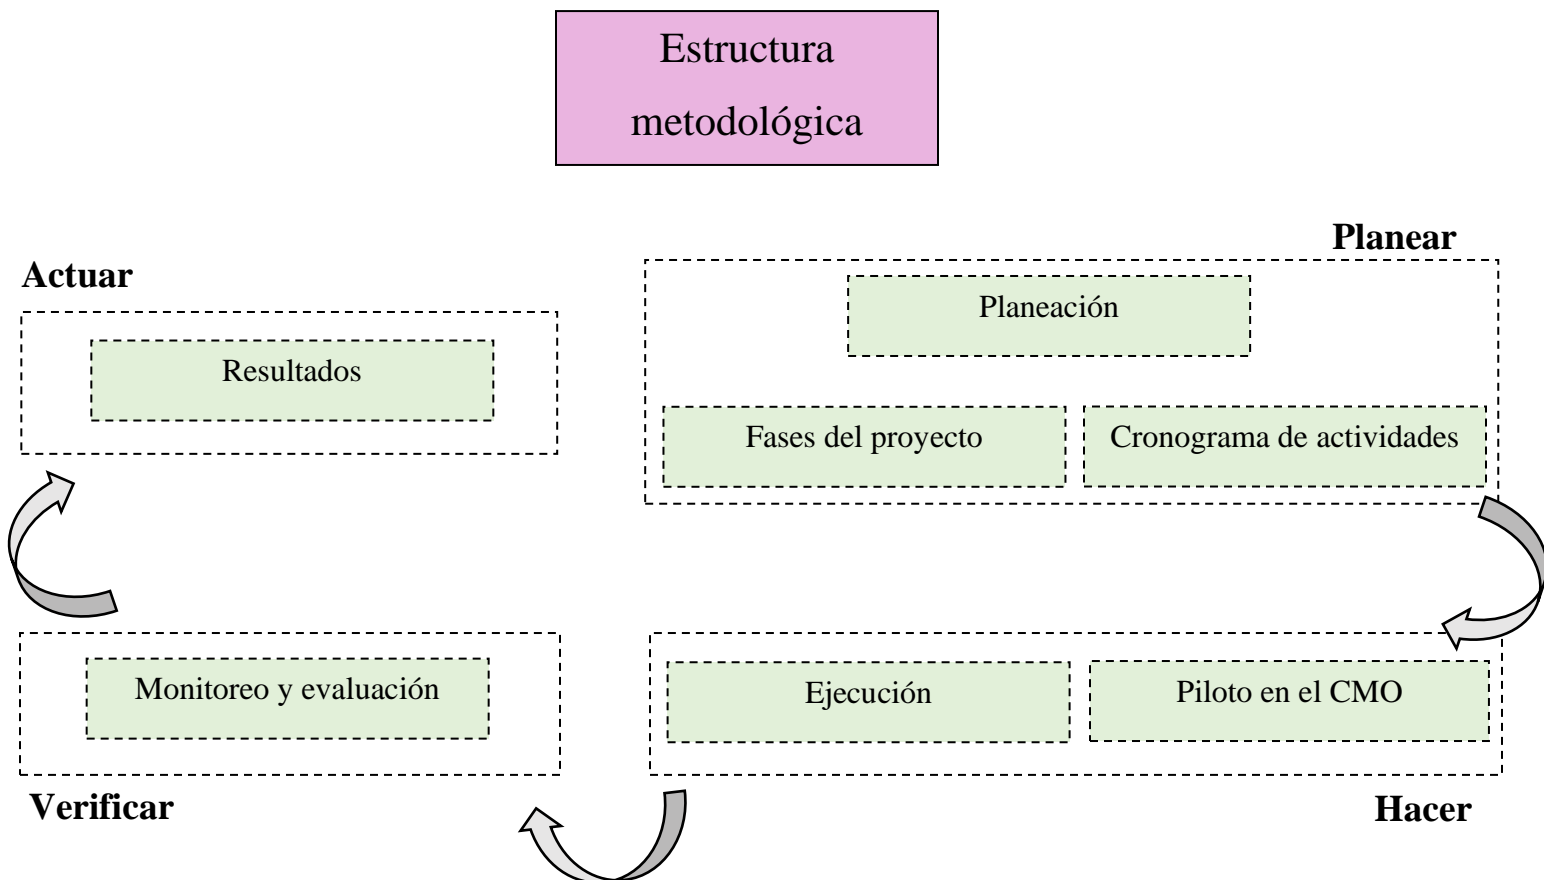 Estructura
metodológica
Planear
Actuar
Planeación
Resultados
Fases del proyecto
Cronograma de actividades
Monitoreo y evaluación
Ejecución
Piloto en el CMO
Verificar
Hacer